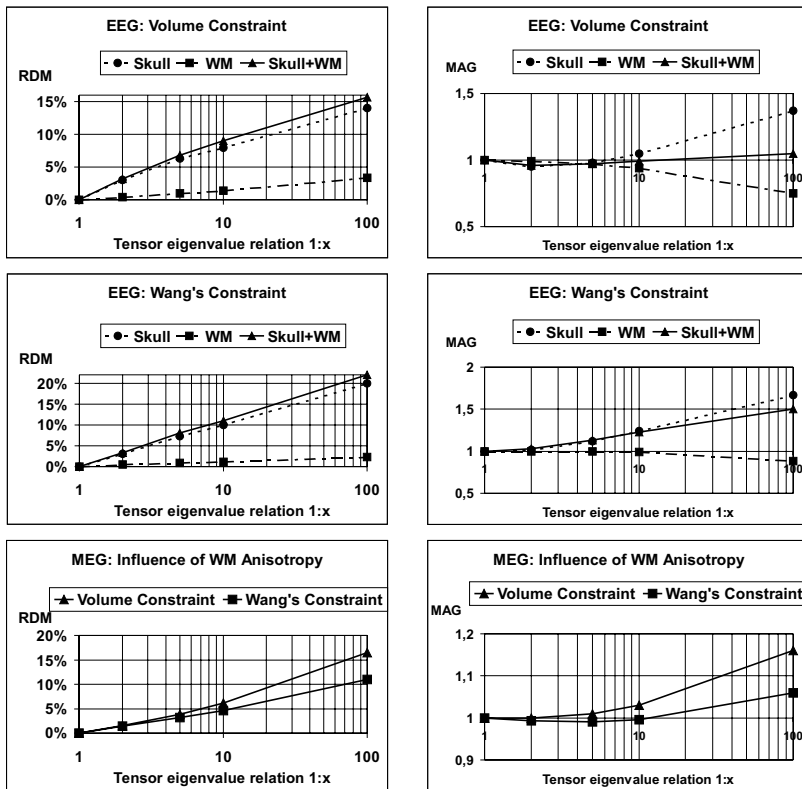 EEG: Volume Constraint
Skull WM Skull+WM
RDM
15%
10%
5%
0%
1 10 100
Tensor eigenvalue relation 1:x
EEG: Volume Constraint
Skull WM Skull+WM
MAG
1,5
1
0,5
1 10 100
Tensor eigenvalue relation 1:x
EEG: Wang's Constraint
Skull WM Skull+WM
RDM
20%
15%
10%
5%
0%
1 10 100
Tensor eigenvalue relation 1:x
EEG: Wang's Constraint
Skull WM Skull+WM
MAG
2
1,5
1
0,5
1 10 100
Tensor eigenvalue relation 1:x
MEG: Influence of WM Anisotropy
Volume Constraint Wang's Constraint
RDM
20%
15%
10%
5%
0%
1 10 100
Tensor eigenvalue relation 1:x
MEG: Influence of WM Anisotropy
Volume Constraint Wang's Constraint
MAG
1,2
1,1
1
0,9
1 10 100
Tensor eigenvalue relation 1:x